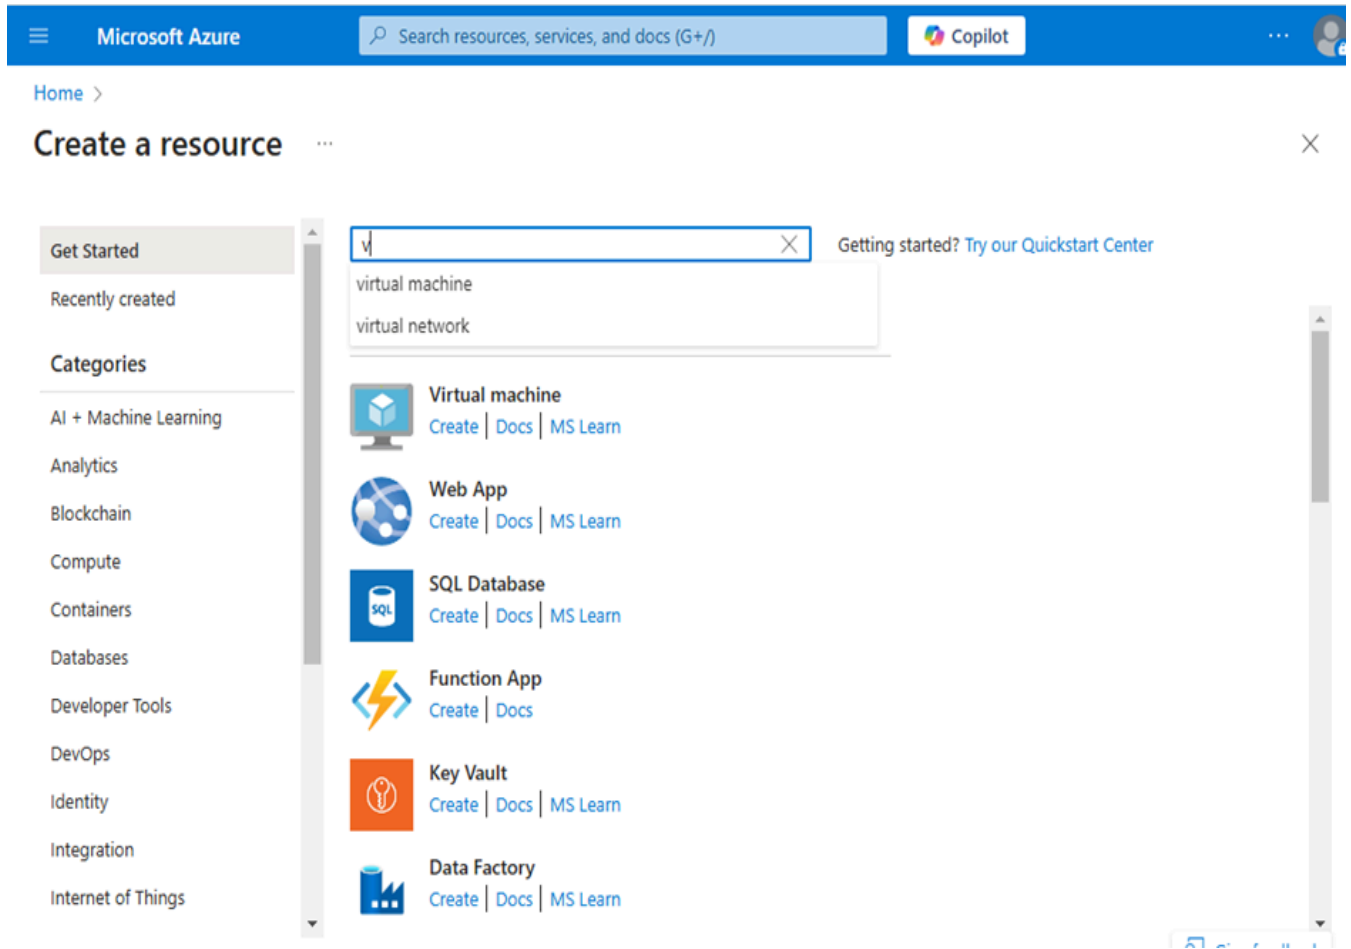 Microsoft Azure
Search resources, services, and docs (G+/)
Copilot
Home >
Create a resource ...
Get Started
Recently created
Categories
AI + Machine Learning
Analytics
Blockchain
Compute
Containers
Databases
Developer Tools
DevOps
Identity
Integration
Internet of Things
v
Getting started? Try our Quickstart Center
virtual machine
virtual network
Virtual machine
Create | Docs | MS Learn
Web App
Create | Docs | MS Learn
SQL Database
SQL
Create | Docs | MS Learn
Function App
Create | Docs
Key Vault
Create | Docs | MS Learn
Data Factory
Create | Docs | MS Learn